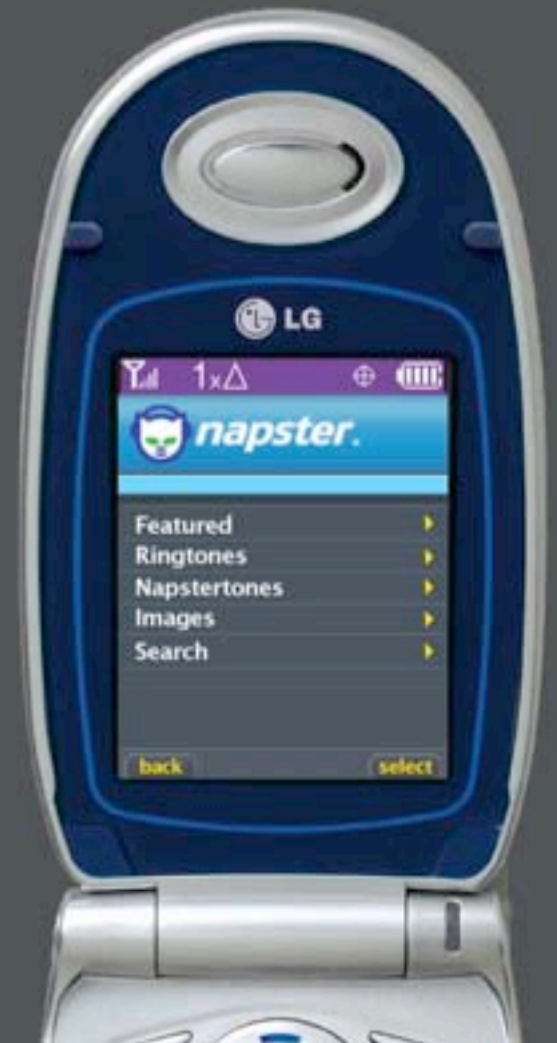 LG
1x
napster.
Featured
Ringtones
Napstertones
Images
Search
back select